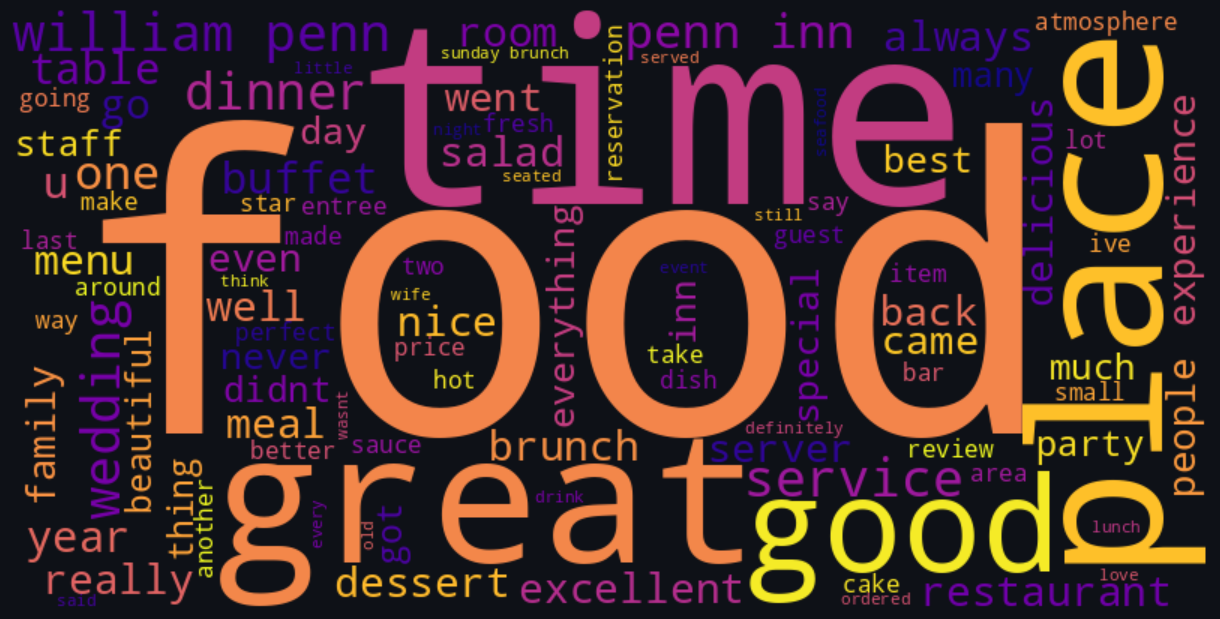 william penn
room
penn inn
always
atmosphere
sunday brunch
served
table
little
time
reservation
many
going
go
dinner
went
place
staff
day
night
fresh
seafood
delicious
lot
experience
u
one
buffet
salad
seated
best
make
star
entree
still
say
last
made
guest
ive
menu
even
two
everything
event
item
around
think
wife
inn
special
way
well
nice
back
food
perfect
price
take
came
wedding
beautiful
never
hot
dish
bar
much
family
didnt
small
people
meal
wasnt
definitely
better
sauce
brunch
server
review
party
thing
another
great
service
area
year
every
old
got
drink
good
lunch
really
dessert
excellent
cake
love
said
ordered
restaurant